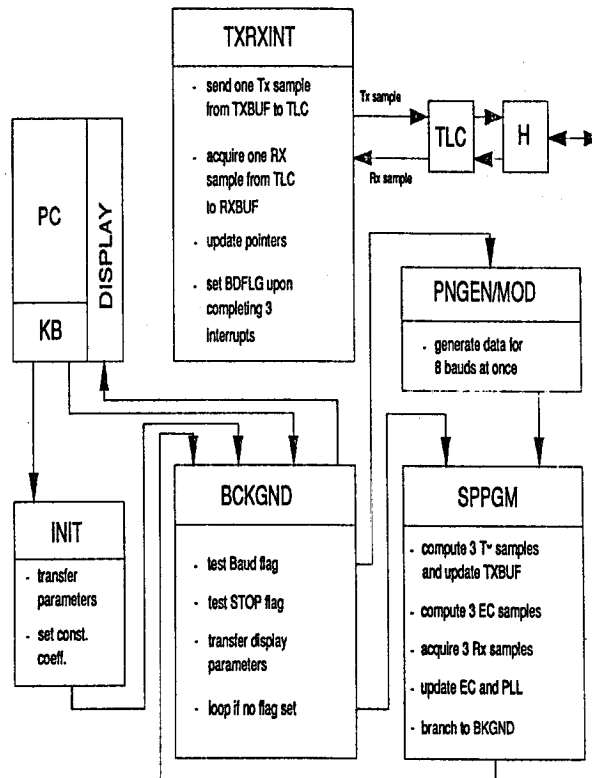 TXRXINT
- send one Tx sample
from TXBUF to TLC
- acquire one RX
sample from TLC
to RXBUF
- update pointers
- set BDFLG upon
completing 3
interrupts
Tx sample
Rx sample
TLC
H
PC
KB
DISPLAY
PNGEN/MOD
- generate data for
8 bauds at once
INIT
- transfer
parameters
- set const.
coeff.
BCKGND
- test Baud flag
- test STOP flag
- transfer display
parameters
- loop if no flag set
SPPGM
- compute 3 samples
and update TXBUF
- compute 3 EC samples
- acquire 3 Rx samples
- update EC and PLL
- branch to BKGND